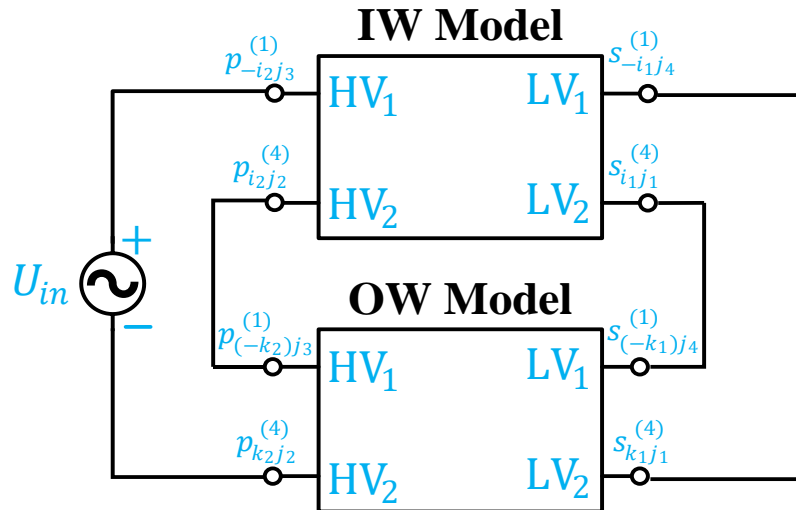 IW Model
p_{-i_2j_3}^{(1)} HV_1 LV_1 s_{-i_1j_4}^{(1)}
p_{i_2j_2}^{(4)} HV_2 LV_2 s_{i_1j_1}^{(4)}
+
U_{in}
−
OW Model
p_{(-k_2)j_3}^{(1)} HV_1 LV_1 s_{(-k_1)j_4}^{(1)}
p_{k_2j_2}^{(4)} HV_2 LV_2 s_{k_1j_1}^{(4)}